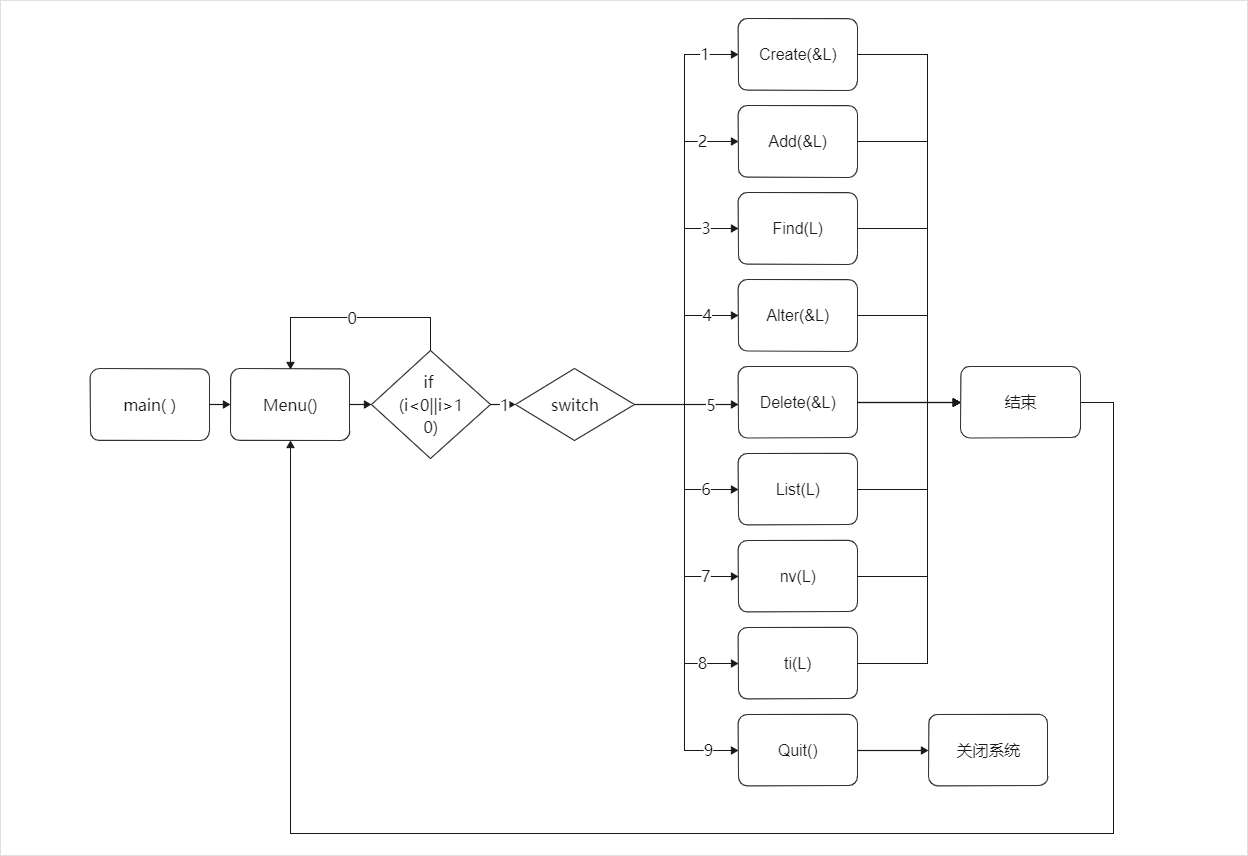 main( )
Menu()
0
if
(i<0||i>1
0)
1
switch
1
Create(&L)
2
Add(&L)
3
Find(L)
4
Alter(&L)
5
Delete(&L)
6
List(L)
7
nv(L)
8
ti(L)
9
Quit()
结束
关闭系统